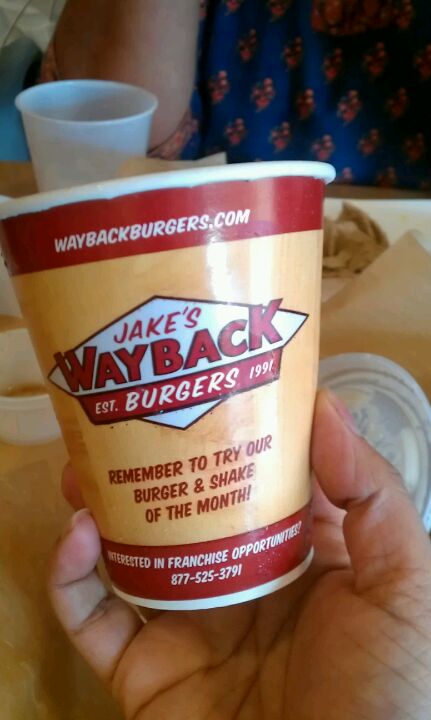 WAYBACKBURGERS.COM
JAKE'S
WAYBACK
EST. BURGERS 1991
REMEMBER TO TRY OUR
BURGER & SHAKE
OF THE MONTH!
INTERESTED IN FRANCHISE OPPORTUNITIES?
877-525-3791